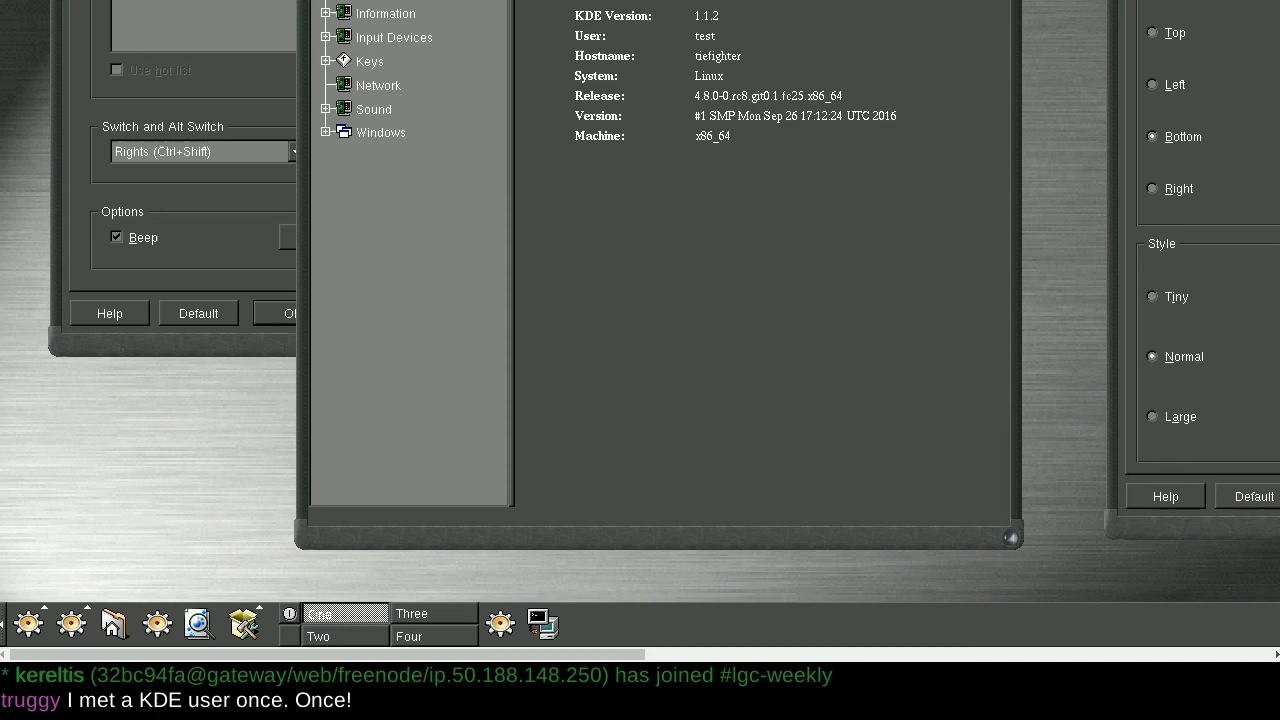 Use hot list
Switch and Alt Switch
Rights (Ctrl+Shift)
Options
Beep
Help
Default
Information
Input Devices
Keys
Network
Sound
Windows
KDE Version: 1.1.2
User: test
Hostname: tiefighter
System: Linux
Release: 4.8.0-0.rc8.git0.1.fc25.x86_64
Version: #1 SMP Mon Sep 26 17:12:24 UTC 2016
Machine: x86_64
Top
Left
Bottom
Right
Style
Tiny
Normal
Large
Help
Default
Three
Two
Four
* kereltis (32bc94fa@gateway/web/freenode/ip.50.188.148.250) has joined #lgc-weekly
truggy I met a KDE user once. Once!